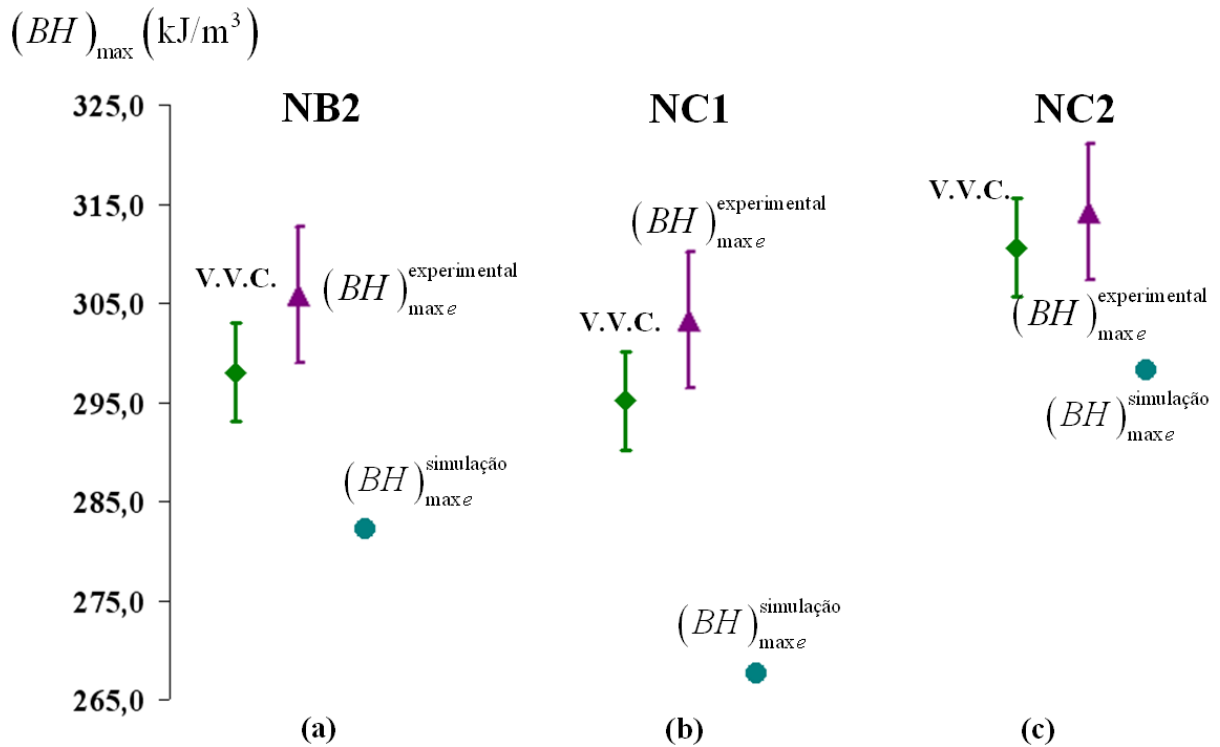 (BH)max (kJ/m³)
325,0
NB2
NC1
NC2
315,0
V.V.C.
(BH)max e experimental
305,0
V.V.C.
(BH)max e experimental
V.V.C.
(BH)max e experimental
295,0
(BH)max e simulação
285,0
(BH)max e simulação
275,0
(BH)max e simulação
265,0
(a)
(b)
(c)